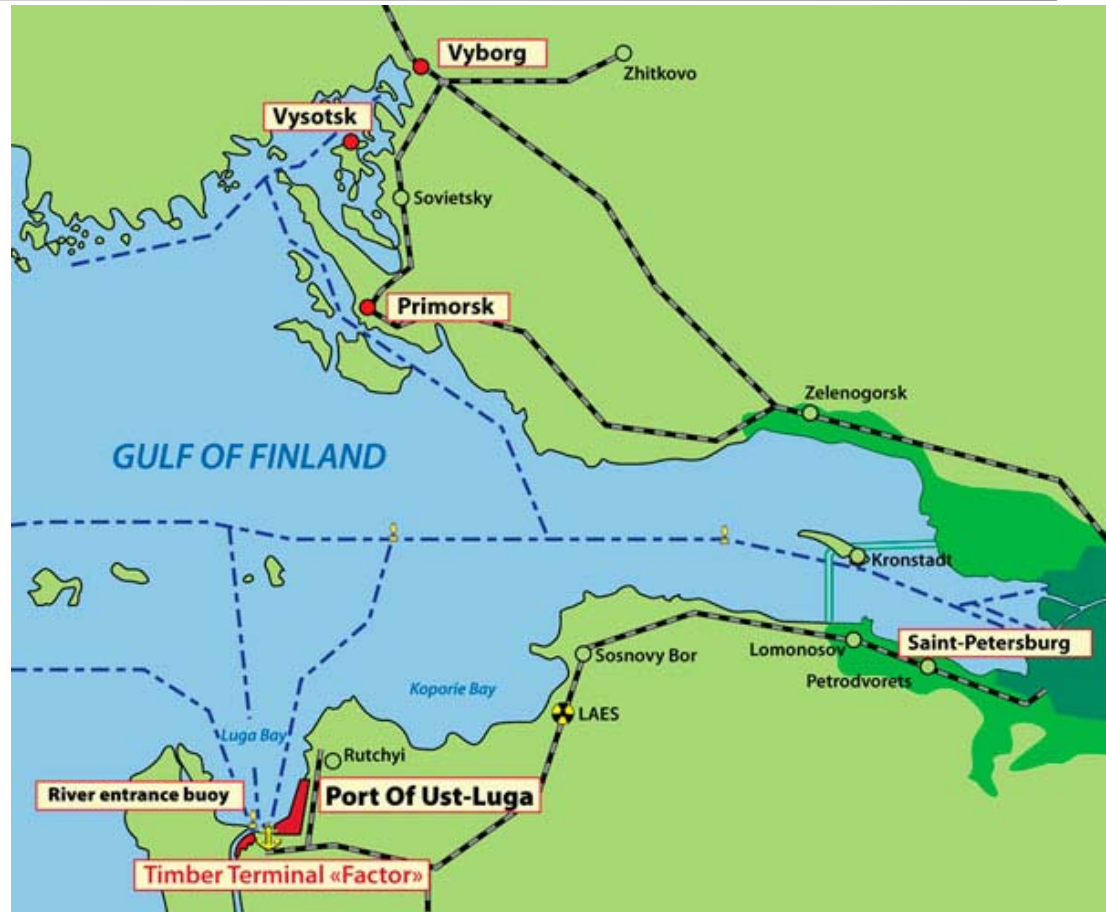 Vyborg
Zhitkovo
Vysotsk
Sovietsky
Primorsk
Zelenogorsk
GULF OF FINLAND
Kronstadt
Saint-Petersburg
Lomonosov
Sosnovy Bor
Petrodvorets
Koporie Bay
LAES
Luga Bay
Rutchyi
River entrance buoy
Port Of Ust-Luga
Timber Terminal «Factor»